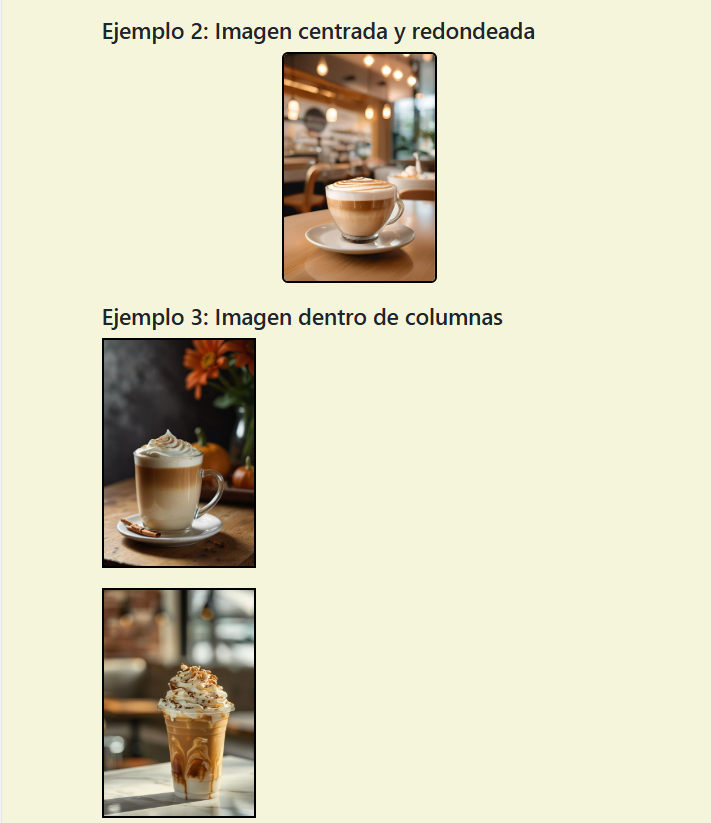 Ejemplo 2: Imagen centrada y redondeada
Ejemplo 3: Imagen dentro de columnas